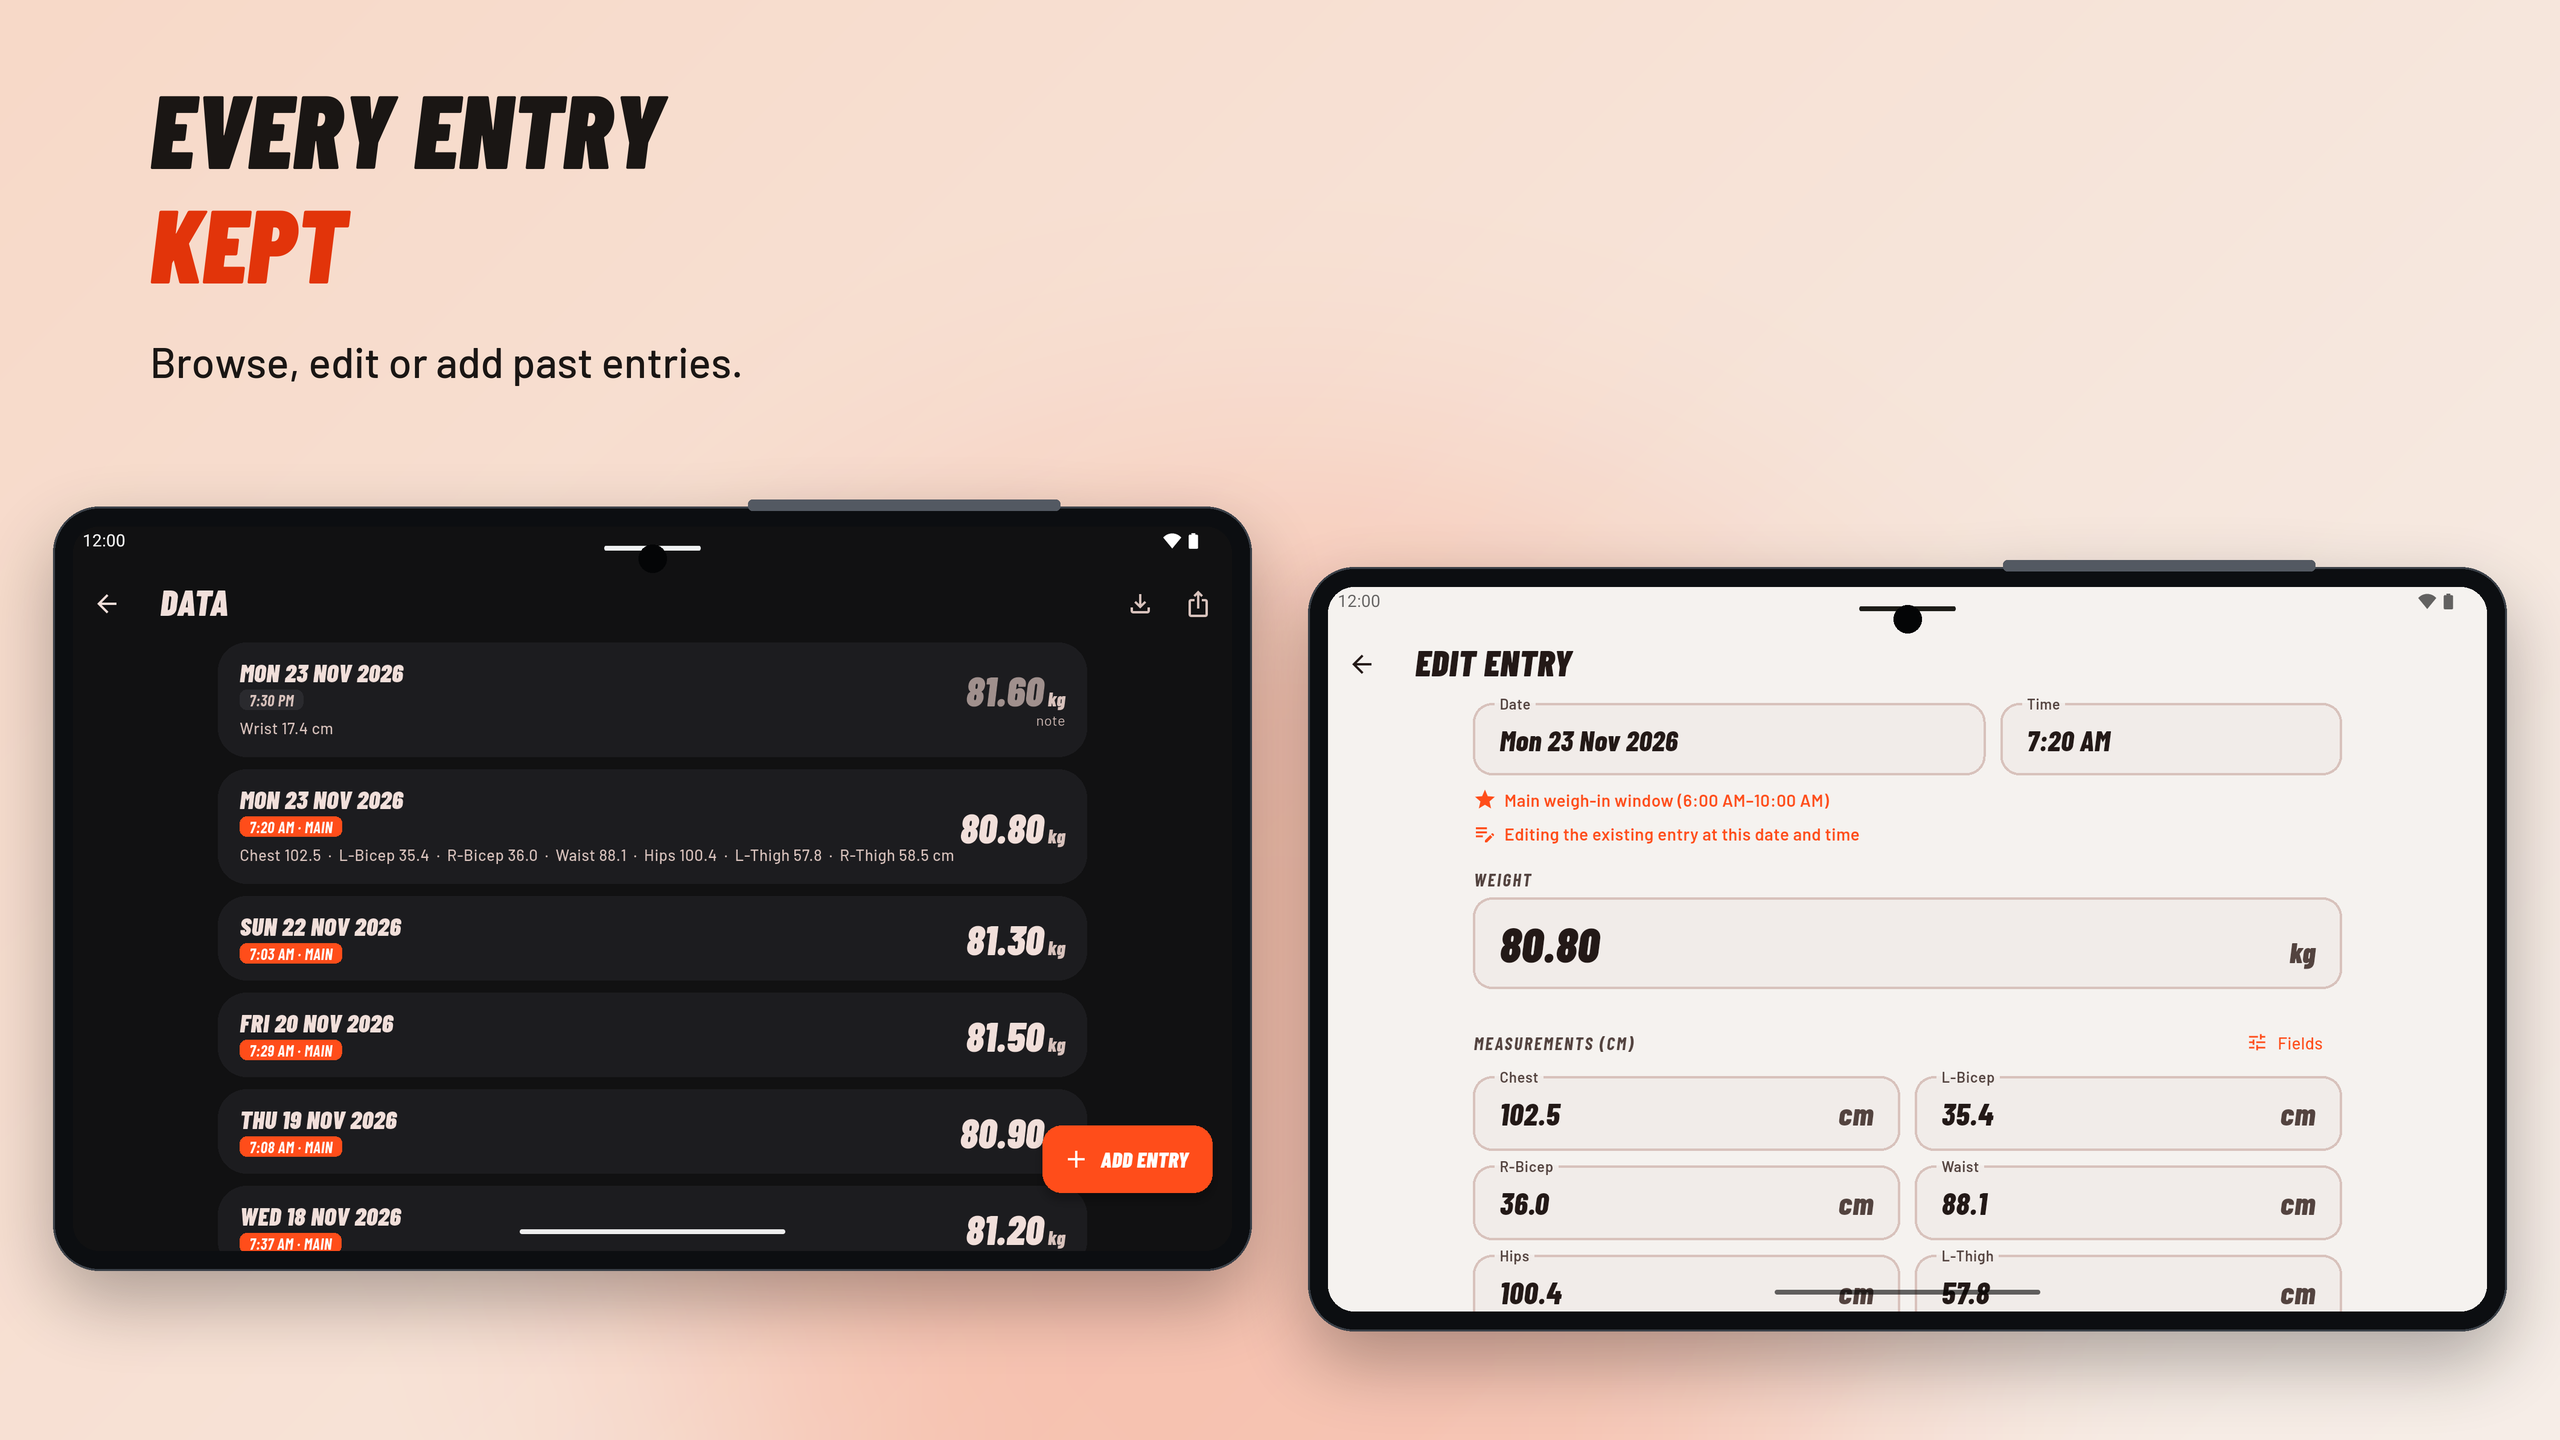 EVERY ENTRY
KEPT
Browse, edit or add past entries.
12:00
DATA
MON 23 NOV 2026
7:30 PM
Wrist 17.4 cm
81.60 kg
note
MON 23 NOV 2026
7:20 AM · MAIN
Chest 102.5 · L-Bicep 35.4 · R-Bicep 36.0 · Waist 88.1 · Hips 100.4 · L-Thigh 57.8 · R-Thigh 58.5 cm
80.80 kg
SUN 22 NOV 2026
7:03 AM · MAIN
81.30 kg
FRI 20 NOV 2026
7:29 AM · MAIN
81.50 kg
THU 19 NOV 2026
7:08 AM · MAIN
80.90
ADD ENTRY
WED 18 NOV 2026
7:37 AM · MAIN
81.20 kg
12:00
EDIT ENTRY
Date
Mon 23 Nov 2026
Time
7:20 AM
Main weigh-in window (6:00 AM–10:00 AM)
Editing the existing entry at this date and time
WEIGHT
80.80 kg
MEASUREMENTS (CM)
Fields
Chest
102.5 cm
L-Bicep
35.4 cm
R-Bicep
36.0 cm
Waist
88.1 cm
Hips
100.4 cm
L-Thigh
57.8 cm